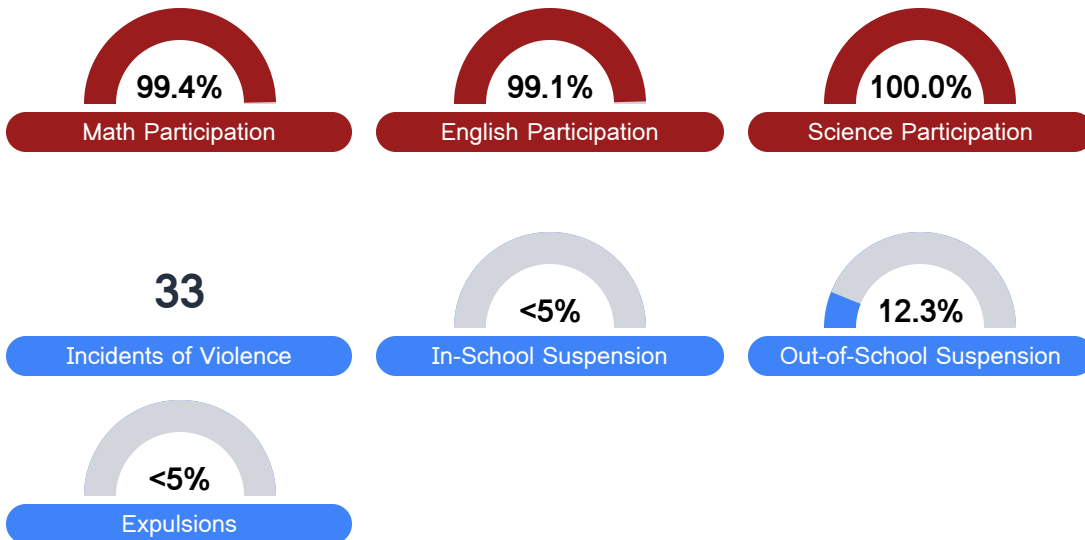 99.4%
Math Participation
99.1%
English Participation
100.0%
Science Participation
33
Incidents of Violence
<5%
In-School Suspension
12.3%
Out-of-School Suspension
<5%
Expulsions